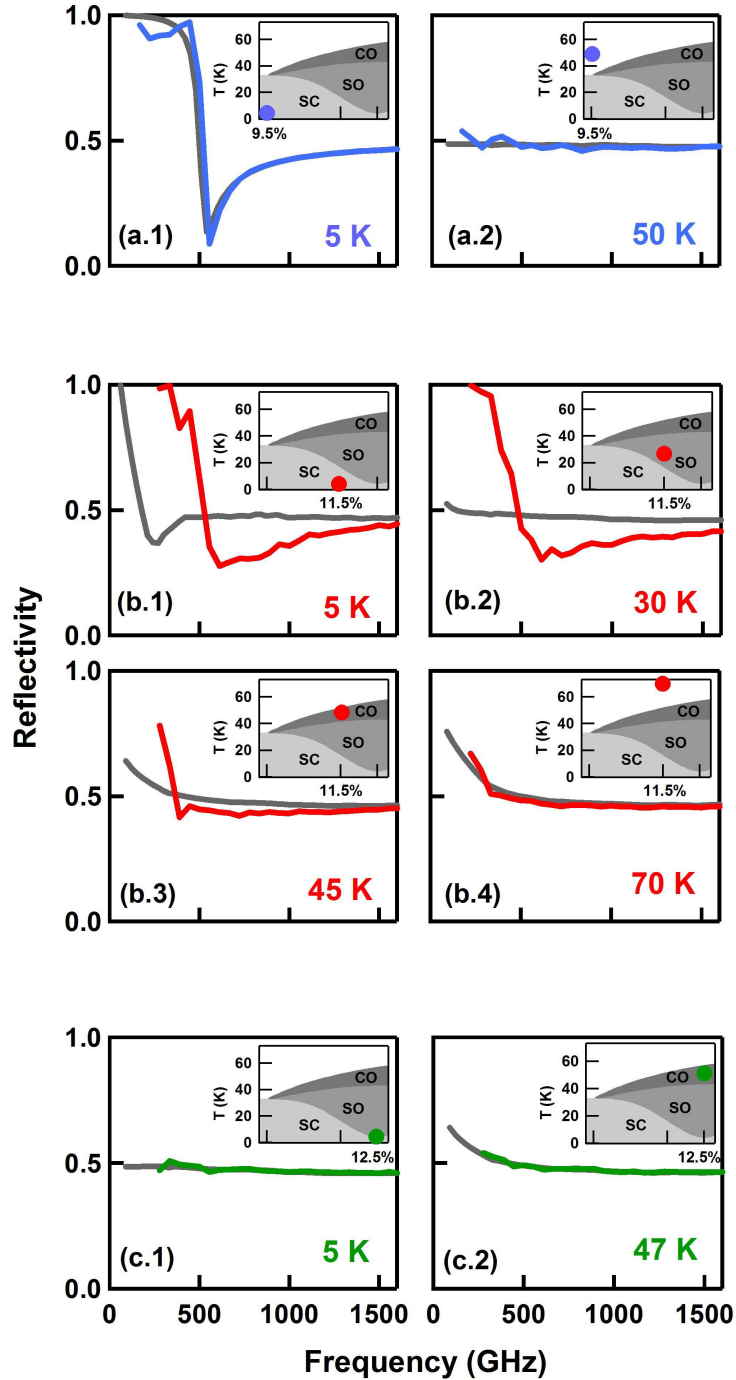 1.0
0.5
0.0
T (K)
60
40
20
0
CO
SO
SC
9.5%
(a.1)
5 K
T (K)
60
40
20
0
CO
SO
SC
9.5%
(a.2)
50 K
1.0
0.5
0.0
T (K)
60
40
20
0
CO
SO
SC
11.5%
(b.1)
5 K
T (K)
60
40
20
0
CO
SO
SC
11.5%
(b.2)
30 K
Reflectivity
1.0
0.5
0.0
T (K)
60
40
20
0
CO
SO
SC
11.5%
(b.3)
45 K
T (K)
60
40
20
0
CO
SO
SC
11.5%
(b.4)
70 K
1.0
0.5
0.0
T (K)
60
40
20
0
CO
SO
SC
12.5%
(c.1)
5 K
T (K)
60
40
20
0
CO
SO
SC
12.5%
(c.2)
47 K
0 500 1000 1500
0 500 1000 1500
Frequency (GHz)